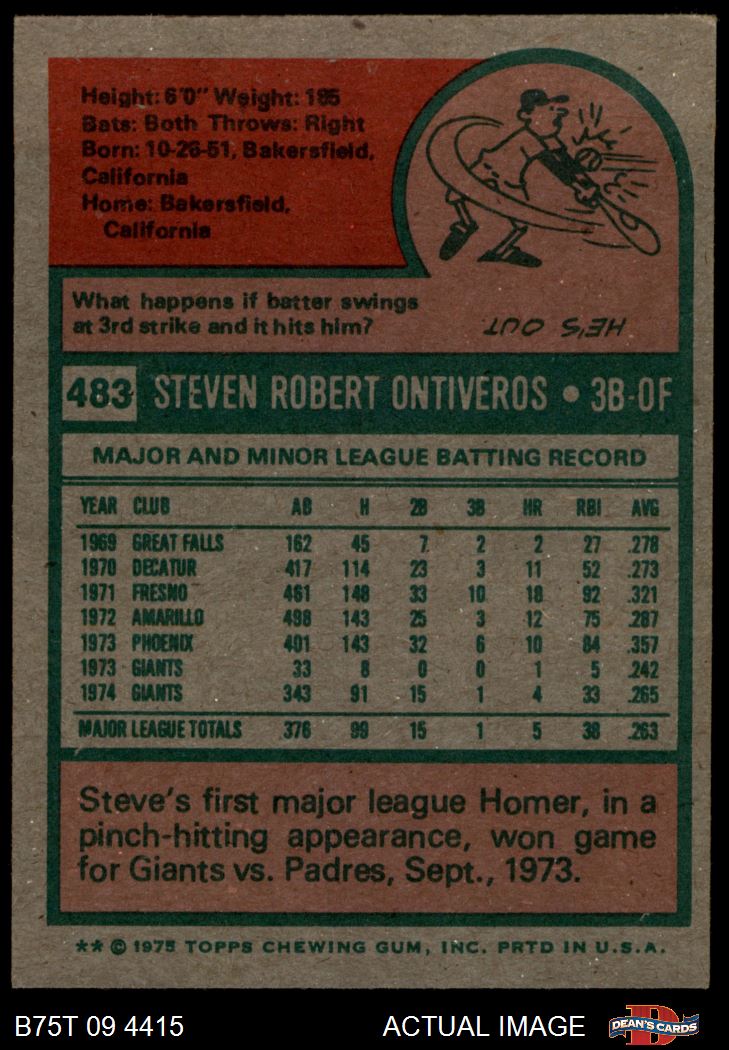 Height: 6'0" Weight: 185
Bats: Both Throws: Right
Born: 10-26-51, Bakersfield,
California
Home: Bakersfield,
California
What happens if batter swings
at 3rd strike and it hits him?
HE'S OUT
483 STEVEN ROBERT ONTIVEROS • 3B-OF
MAJOR AND MINOR LEAGUE BATTING RECORD
YEAR CLUB AB H 2B 3B HR RBI AVG
1969 GREAT FALLS 162 45 7 2 2 27 .278
1970 DECATUR 417 114 23 3 11 52 .273
1971 FRESNO 461 148 33 10 18 92 .321
1972 AMARILLO 498 143 25 3 12 75 .287
1973 PHOENIX 401 143 32 6 10 84 .357
1973 GIANTS 33 8 0 0 1 5 .242
1974 GIANTS 343 91 15 1 4 33 .265
MAJOR LEAGUE TOTALS 376 99 15 1 5 38 .263
Steve's first major league Homer, in a
pinch-hitting appearance, won game
for Giants vs. Padres, Sept., 1973.
** © 1975 TOPPS CHEWING GUM, INC. PRTD IN U.S.A.
B75T 09 4415 ACTUAL IMAGE DEAN'S CARDS